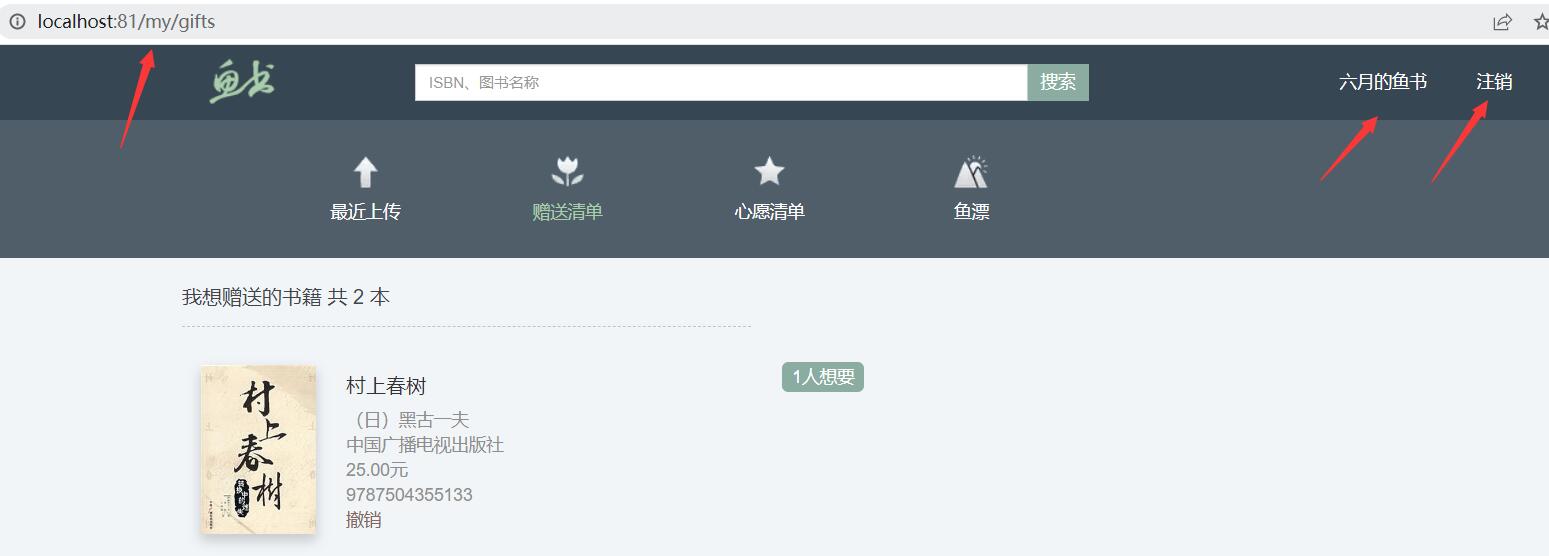 localhost:81/my/gifts
鱼书
ISBN、图书名称
搜索
六月的鱼书
注销
最近上传
赠送清单
心愿清单
鱼漂
我想赠送的书籍 共 2 本
村上春树
村上春树
（日）黑古一夫
中国广播电视出版社
25.00元
9787504355133
撤销
1人想要